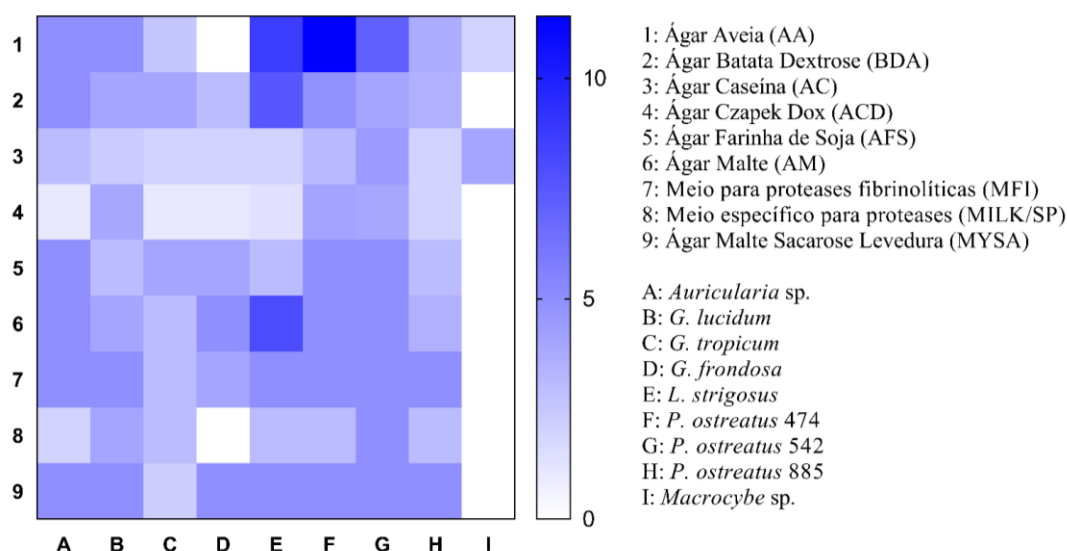 1
2
3
4
5
6
7
8
9
A B C D E F G H I
10
5
0
1: Ágar Aveia (AA)
2: Ágar Batata Dextrose (BDA)
3: Ágar Caseína (AC)
4: Ágar Czapek Dox (ACD)
5: Ágar Farinha de Soja (AFS)
6: Ágar Malte (AM)
7: Meio para proteases fibrinolíticas (MFI)
8: Meio específico para proteases (MILK/SP)
9: Ágar Malte Sacarose Levedura (MYSA)
A: Auricularia sp.
B: G. lucidum
C: G. tropicum
D: G. frondosa
E: L. strigosus
F: P. ostreatus 474
G: P. ostreatus 542
H: P. ostreatus 885
I: Macrocybe sp.